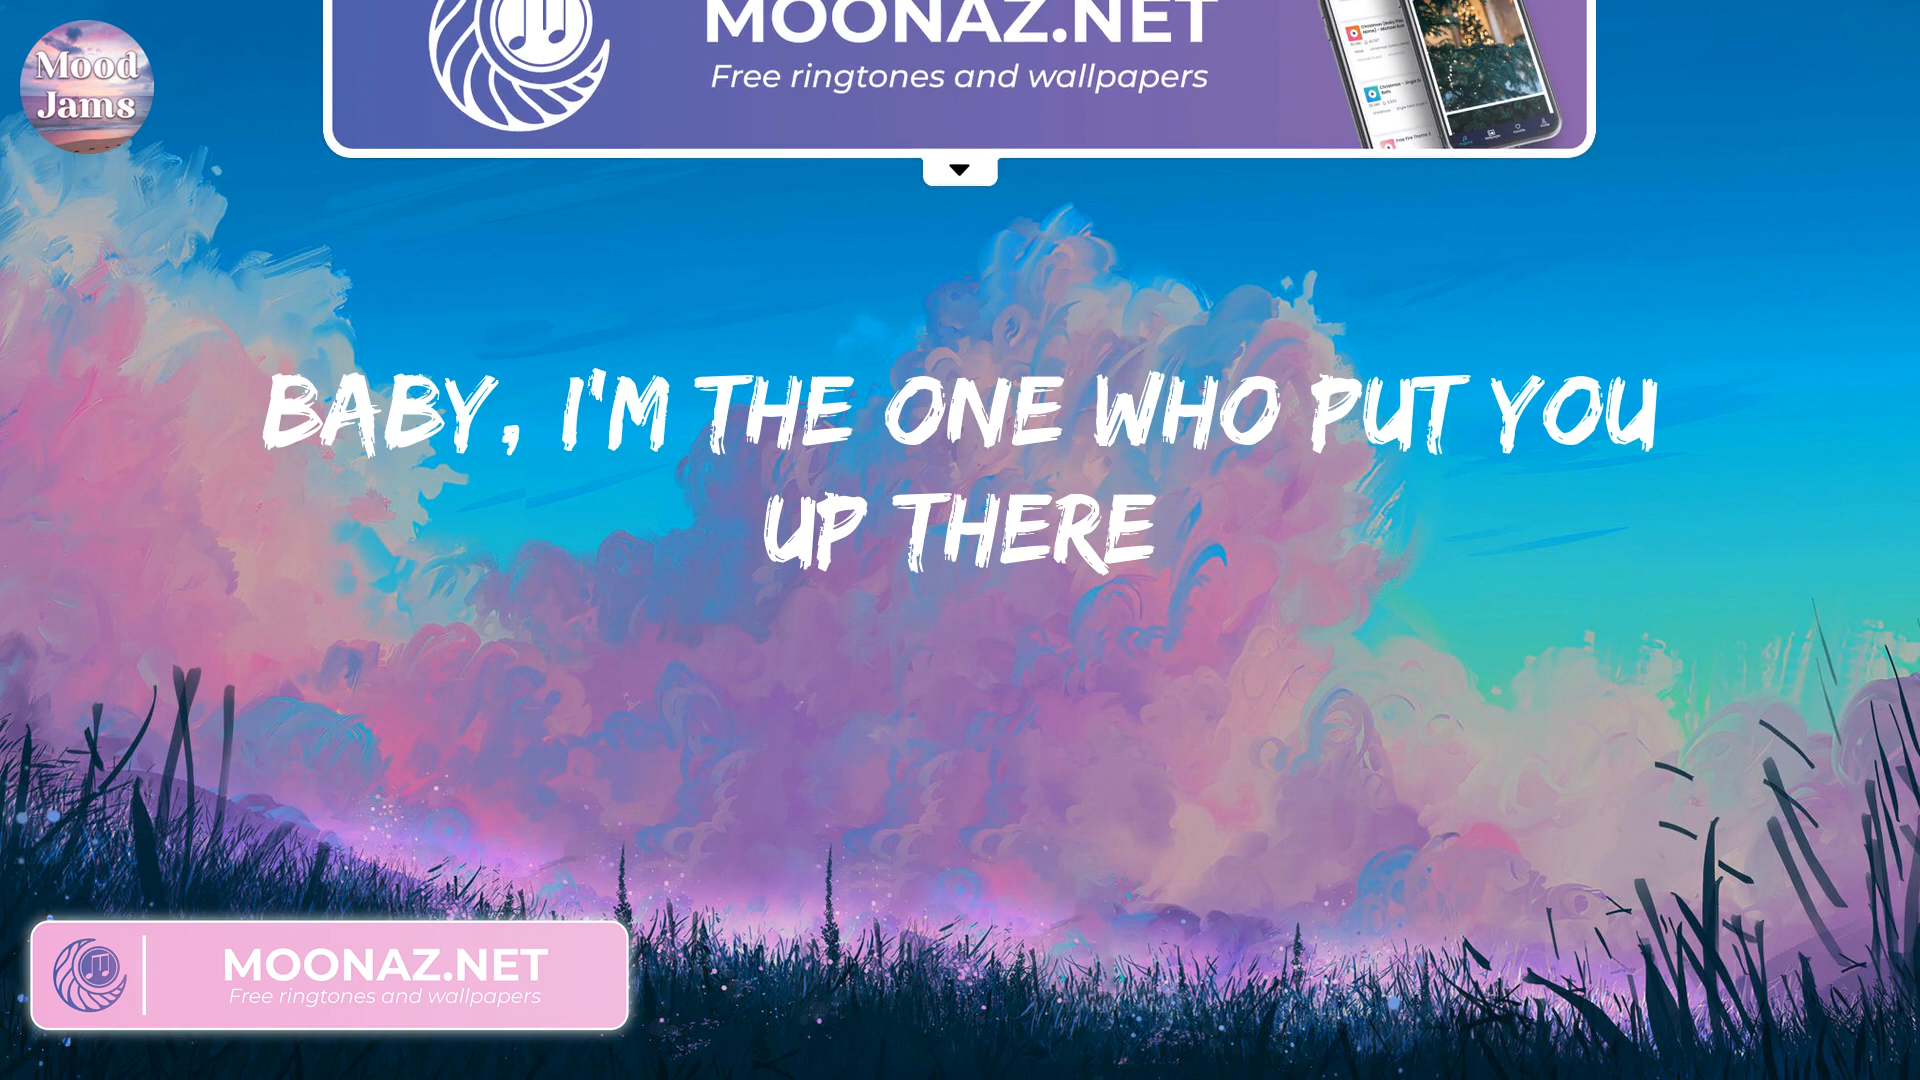 Mood
Jams
MOONAZ.NET
Free ringtones and wallpapers
BABY, I'M THE ONE WHO PUT YOU
UP THERE
MOONAZ.NET
Free ringtones and wallpapers